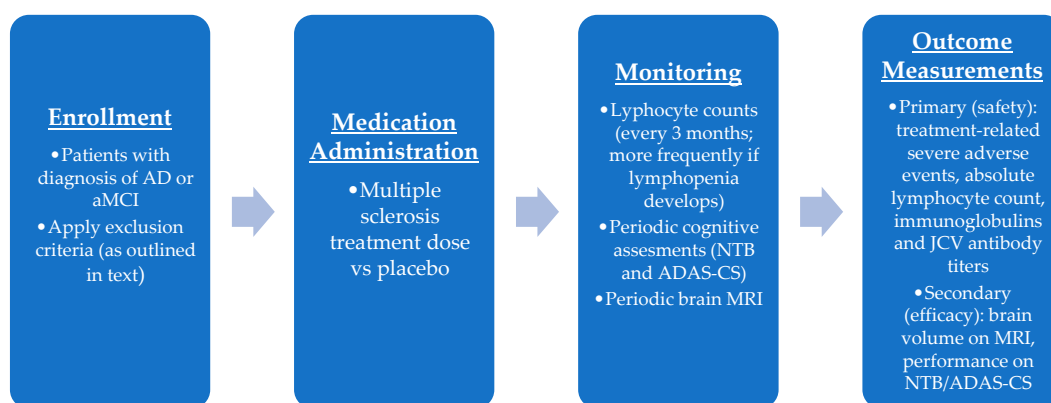 Enrollment
•Patients with
diagnosis of AD or
aMCI
•Apply exclusion
criteria (as outlined
in text)
Medication
Administration
•Multiple
sclerosis
treatment dose
vs placebo
Monitoring
•Lyphocyte counts
(every 3 months;
more frequently if
lymphopenia
develops)
•Periodic cognitive
assesments (NTB
and ADAS-CS)
•Periodic brain MRI
Outcome
Measurements
•Primary (safety):
treatment-related
severe adverse
events, absolute
lymphocyte count,
immunoglobulins
and JCV antibody
titers
•Secondary
(efficacy): brain
volume on MRI,
performance on
NTB/ADAS-CS